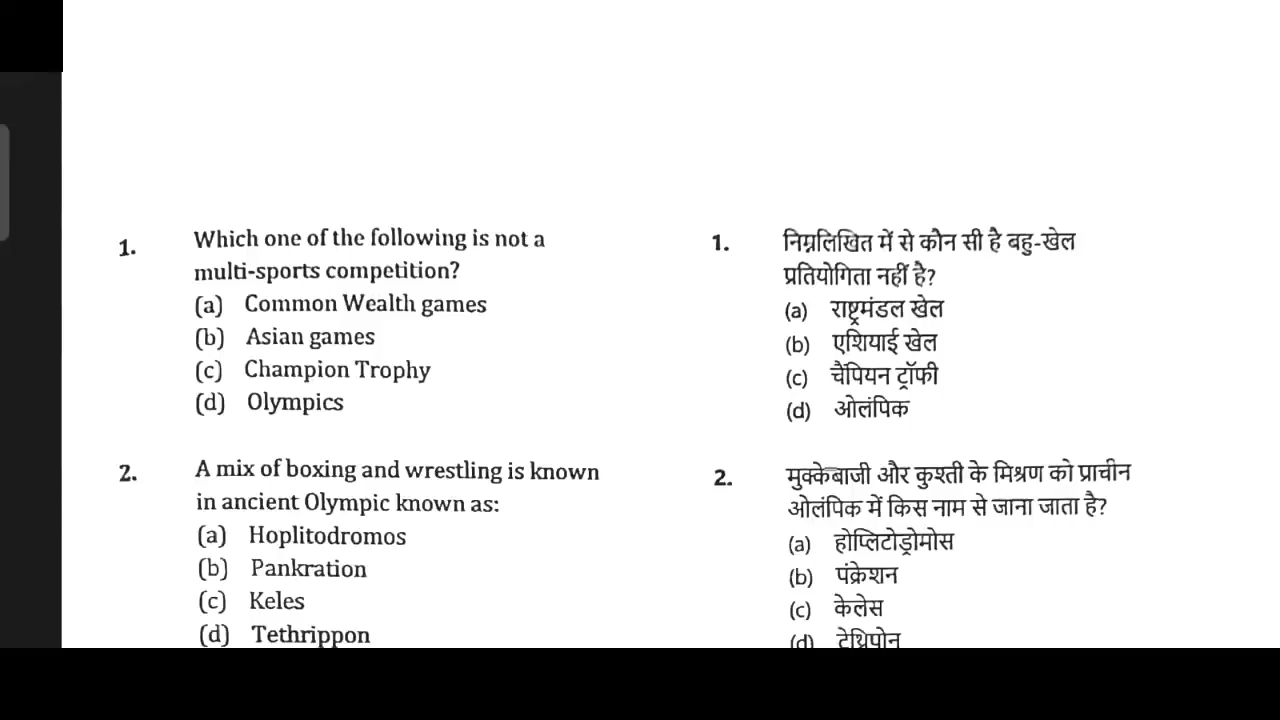 1.
Which one of the following is not a
multi-sports competition?
(a) Common Wealth games
(b) Asian games
(c) Champion Trophy
(d) Olympics
2.
A mix of boxing and wrestling is known
in ancient Olympic known as:
(a) Hoplitodromos
(b) Pankration
(c) Keles
(d) Tethrippon
1.
निम्नलिखित में से कौन सी है बहु-खेल
प्रतियोगिता नहीं है?
(a) राष्ट्रमंडल खेल
(b) एशियाई खेल
(c) चैंपियन ट्रॉफी
(d) ओलंपिक
2.
मुक्केबाजी और कुश्ती के मिश्रण को प्राचीन
ओलंपिक में किस नाम से जाना जाता है?
(a) होप्लिटोड्रोमोस
(b) पंक्रेशन
(c) केलेस
(d) टेथ्रिपोन